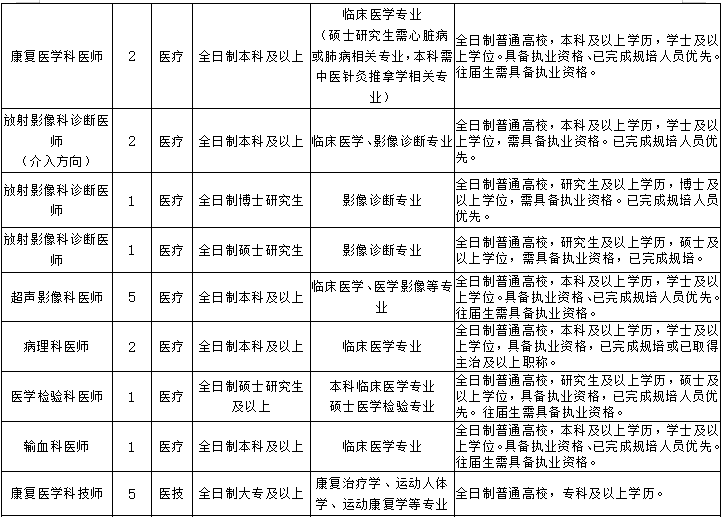 康复医学科医师
2
医疗
全日制本科及以上
临床医学专业
（硕士研究生需心脏病
或肺病相关专业，本科需
中医针灸推拿学相关专
业）
全日制普通高校，本科及以上学历，学士及以
上学位。具备执业资格、已完成规培人员优先。
往届生需具备执业资格。
放射影像科诊断医
师
（介入方向）
2
医疗
全日制本科及以上
临床医学、影像诊断专业
全日制普通高校，本科及以上学历，学士及以
上学位，需具备执业资格。已完成规培人员优
先。
放射影像科诊断医
师
1
医疗
全日制博士研究生
影像诊断专业
全日制普通高校，研究生及以上学历，博士及
以上学位，需具备执业资格。已完成规培人员
优先。
放射影像科诊断医
师
1
医疗
全日制硕士研究生
影像诊断专业
全日制普通高校，研究生及以上学历，硕士及
以上学位，需具备执业资格，已完成规培。
超声影像科医师
5
医疗
全日制本科及以上
临床医学、医学影像等专
业
全日制普通高校，本科及以上学历，学士及以
上学位。具备执业资格、已完成规培人员优先。
往届生需具备执业资格。
病理科医师
2
医疗
全日制本科及以上
临床医学专业
全日制普通高校，本科及以上学历，学士及以
上学位，具备执业资格，已完成规培或已取得
主治及以上职称。
医学检验科医师
1
医疗
全日制硕士研究生
及以上
本科临床医学专业
硕士医学检验专业
全日制普通高校，研究生及以上学历，硕士及
以上学位，具备执业资格，已完成规培人员优
先。往届生需具备执业资格。
输血科医师
1
医疗
全日制本科及以上
临床医学专业
全日制普通高校，本科及以上学历，学士及以
上学位。具备执业资格、已完成规培人员优先。
往届生需具备执业资格。
康复医学科技师
5
医技
全日制大专及以上
康复治疗学、运动人体
学、运动康复学等专业
全日制普通高校，专科及以上学历。